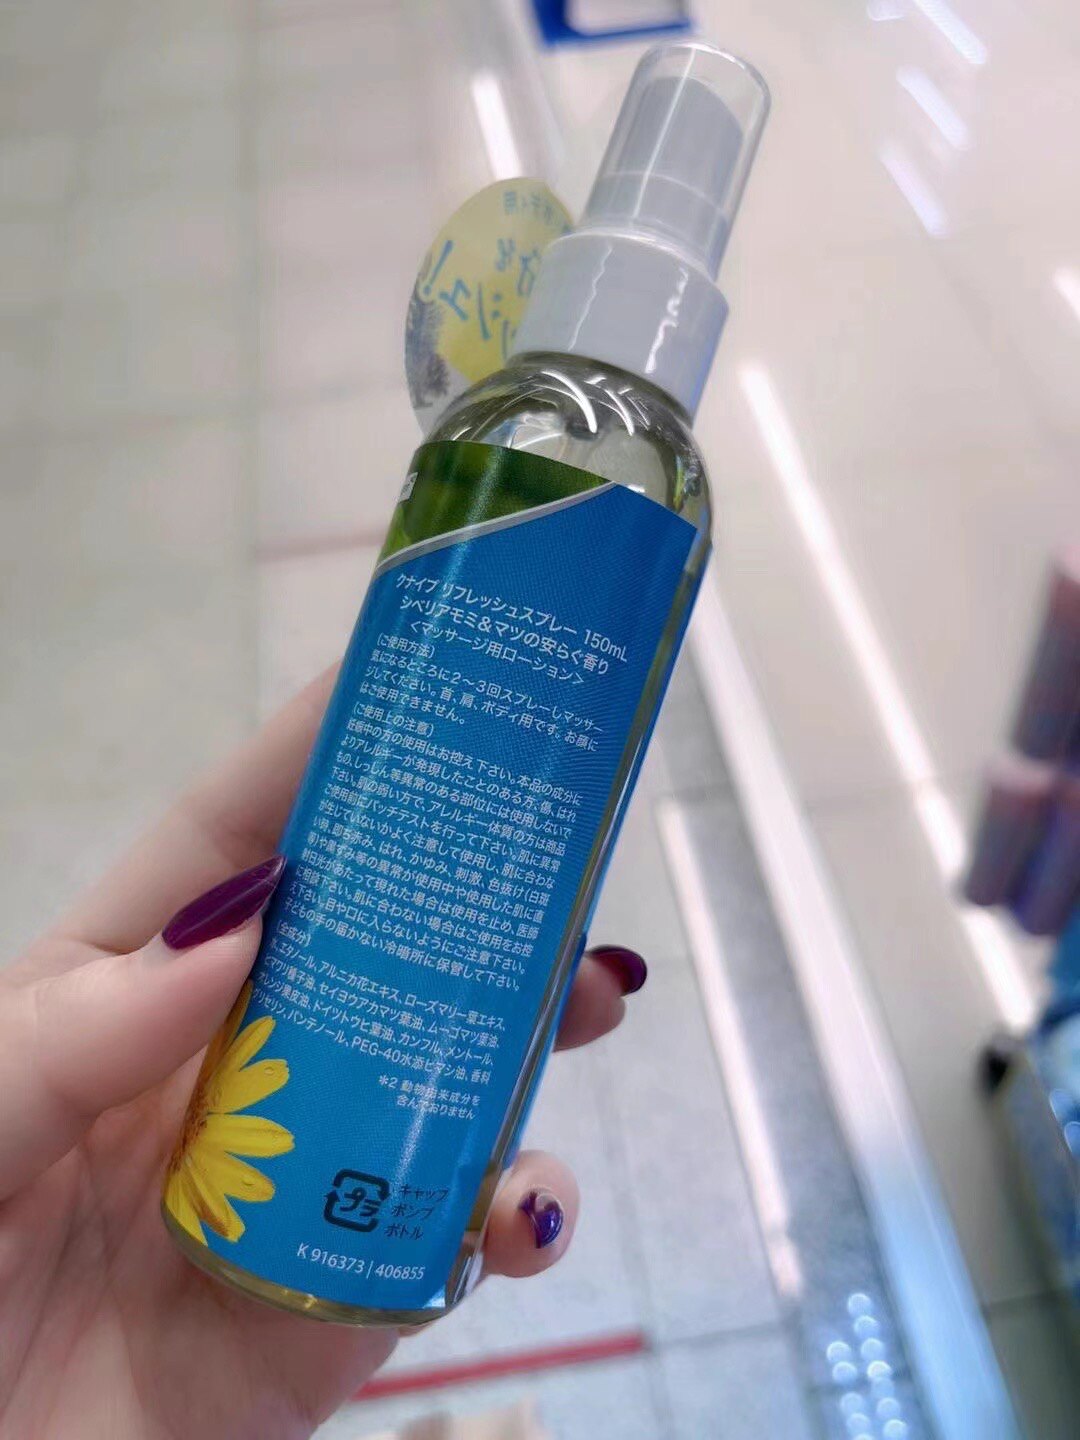 クナイプ リフレッシュスプレー 150mL
シベリアモミ&マツの安らぐ香り
<マッサージ用ローション>
(ご使用方法)
気になるところに2〜3回スプレーしマッサー
ジしてください。首、肩、ボディ用です。お顔に
はご使用できません。
(ご使用上の注意)
妊娠中の方の使用はお控え下さい。本品の成分に
よりアレルギーが発現したことのある方、傷、はれ
もの、しっしん等異常のある部位には使用しないで
下さい。肌の弱い方で、アレルギー体質の方は商品
ご使用前にパッチテストを行って下さい。肌に異常
が生じていないかよく注意して使用し、肌に合わな
い時、即ち赤み、はれ、かゆみ、刺激、色抜け(白斑
等)や黒ずみ等の異常が使用中や使用した肌に直
射日光があたって現れた場合は使用を止め、医師
に相談下さい。肌に合わない場合はご使用をお控
え下さい。目や口に入らないようにご注意下さい。
子どもの手の届かない冷暗所に保管して下さい。
(全成分)
水、エタノール、アルニカ花エキス、ローズマリー葉エキス、
マツリ種子油、セイヨウアカマツ葉油、ムーゴマツ葉油、
オレンジ果皮油、ドイツトウヒ葉油、カンフル、メントール、
グリセリン、パンテノール、PEG-40水添ヒマシ油、香料
*2 動物由来成分を
含んでおりません
プラ
キャップ
ポンプ
ボトル
K 916373 | 406855